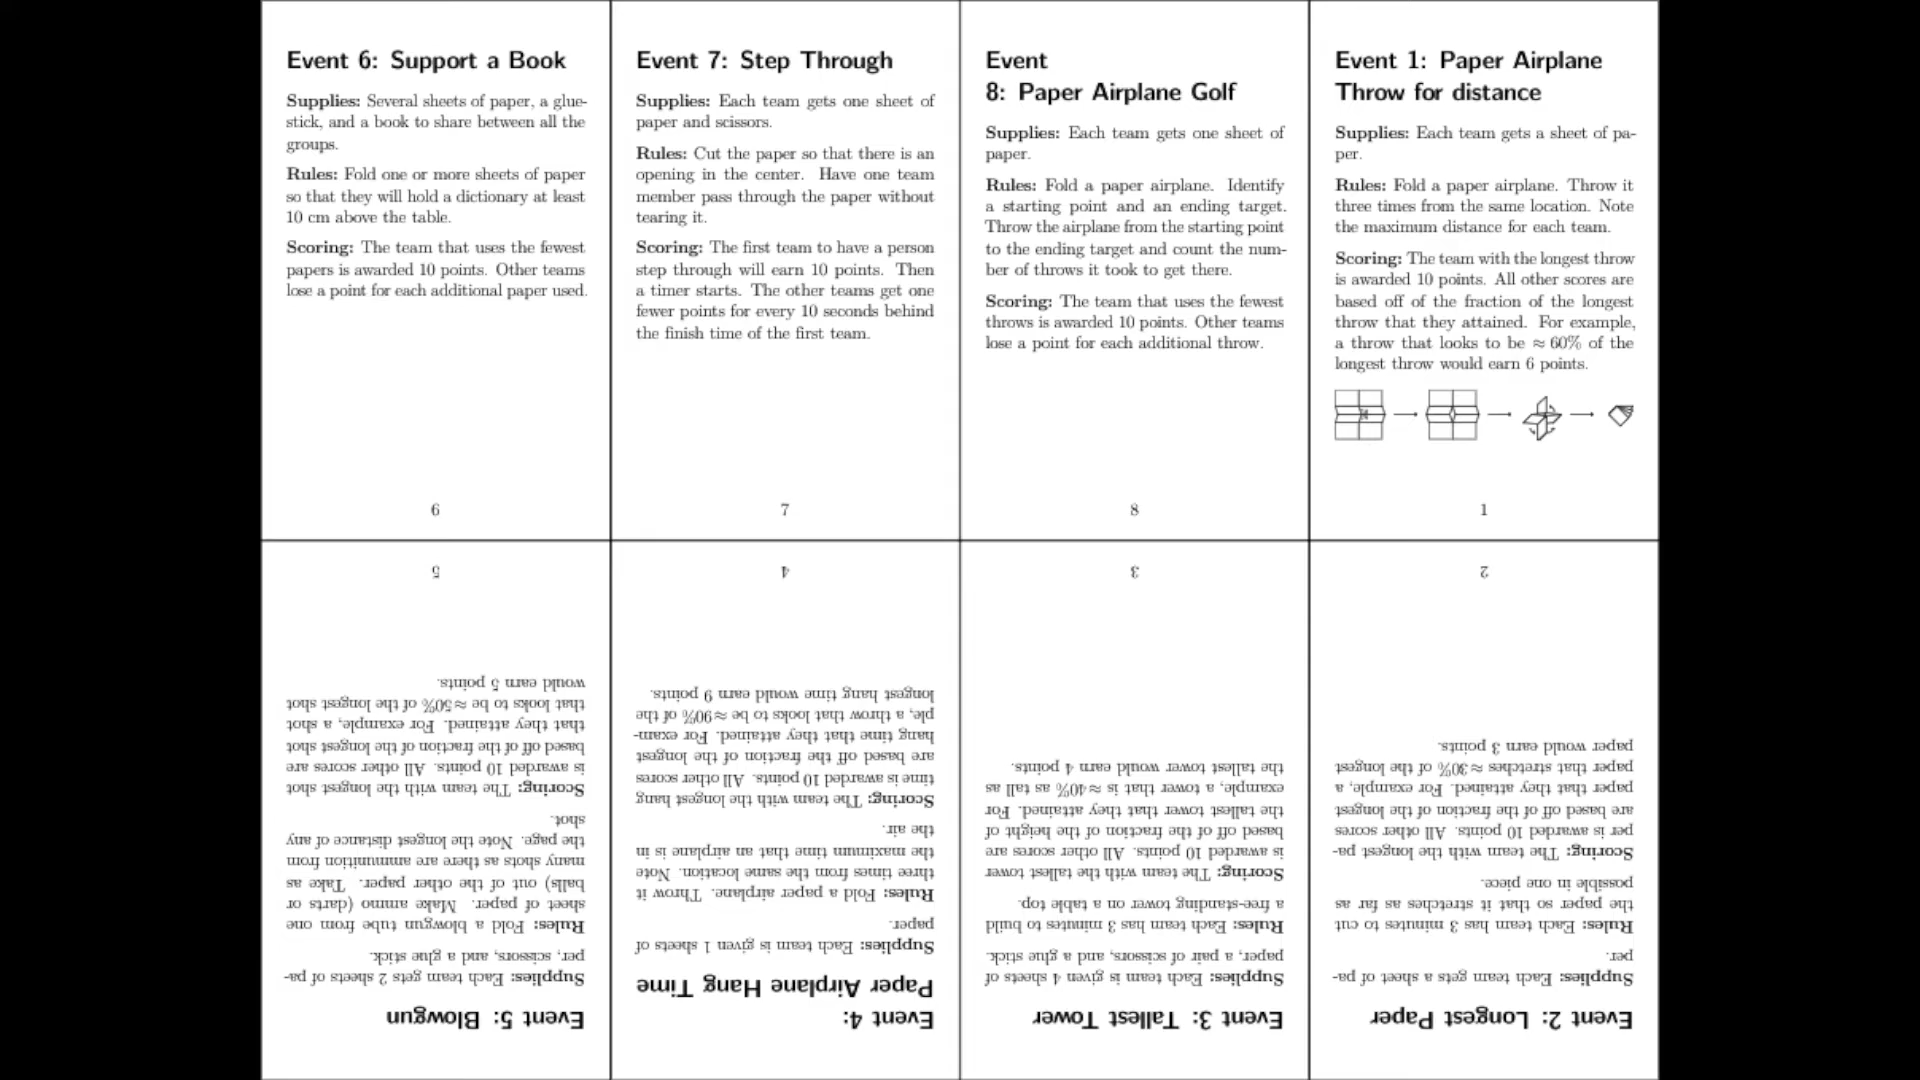 Event 6: Support a Book
Supplies: Several sheets of paper, a glue-
stick, and a book to share between all the
groups.
Rules: Fold one or more sheets of paper
so that they will hold a dictionary at least
10 cm above the table.
Scoring: The team that uses the fewest
papers is awarded 10 points. Other teams
lose a point for each additional paper used.
6
Event 7: Step Through
Supplies: Each team gets one sheet of
paper and scissors.
Rules: Cut the paper so that there is an
opening in the center. Have one team
member pass through the paper without
tearing it.
Scoring: The first team to have a person
step through will earn 10 points. Then
a timer starts. The other teams get one
fewer points for every 10 seconds behind
the finish time of the first team.
7
Event
8: Paper Airplane Golf
Supplies: Each team gets one sheet of
paper.
Rules: Fold a paper airplane. Identify
a starting point and an ending target.
Throw the airplane from the starting point
to the ending target and count the num-
ber of throws it took to get there.
Scoring: The team that uses the fewest
throws is awarded 10 points. Other teams
lose a point for each additional throw.
8
Event 1: Paper Airplane
Throw for distance
Supplies: Each team gets a sheet of pa-
per.
Rules: Fold a paper airplane. Throw it
three times from the same location. Note
the maximum distance for each team.
Scoring: The team with the longest throw
is awarded 10 points. All other scores are
based off of the fraction of the longest
throw that they attained. For example,
a throw that looks to be ≈ 60% of the
longest throw would earn 6 points.
1
Event 5: Blowgun
Supplies: Each team gets 2 sheets of pa-
per, scissors, and a glue stick.
Rules: Fold a blowgun tube from one
sheet of paper. Make ammo (darts or
balls) out of the other paper. Take as
many shots as there are ammunition from
the page. Note the longest distance of any
shot.
Scoring: The team with the longest shot
is awarded 10 points. All other scores are
based off of the fraction of the longest shot
that they attained. For example, a shot
that looks to be ≈50% of the longest shot
would earn 5 points.
5
Event 4:
Paper Airplane Hang Time
Supplies: Each team is given 1 sheets of
paper.
Rules: Fold a paper airplane. Throw it
three times from the same location. Note
the maximum time that an airplane is in
the air.
Scoring: The team with the longest hang
time is awarded 10 points. All other scores
are based off the fraction of the longest
hang time that they attained. For exam-
ple, a throw that looks to be ≈90% of the
longest hang time would earn 9 points.
4
Event 3: Tallest Tower
Supplies: Each team is given 4 sheets of
paper, a pair of scissors, and a glue stick.
Rules: Each team has 3 minutes to build
a free-standing tower on a table top.
Scoring: The team with the tallest tower
is awarded 10 points. All other scores are
based off of the fraction of the height of
the tallest tower that they attained. For
example, a tower that is ≈40% as tall as
the tallest tower would earn 4 points.
3
Event 2: Longest Paper
Supplies: Each team gets a sheet of pa-
per.
Rules: Each team has 3 minutes to cut
the paper so that it stretches as far as
possible in one piece.
Scoring: The team with the longest pa-
per is awarded 10 points. All other scores
are based off of the fraction of the longest
paper that they attained. For example, a
paper that stretches ≈30% of the longest
paper would earn 3 points.
2